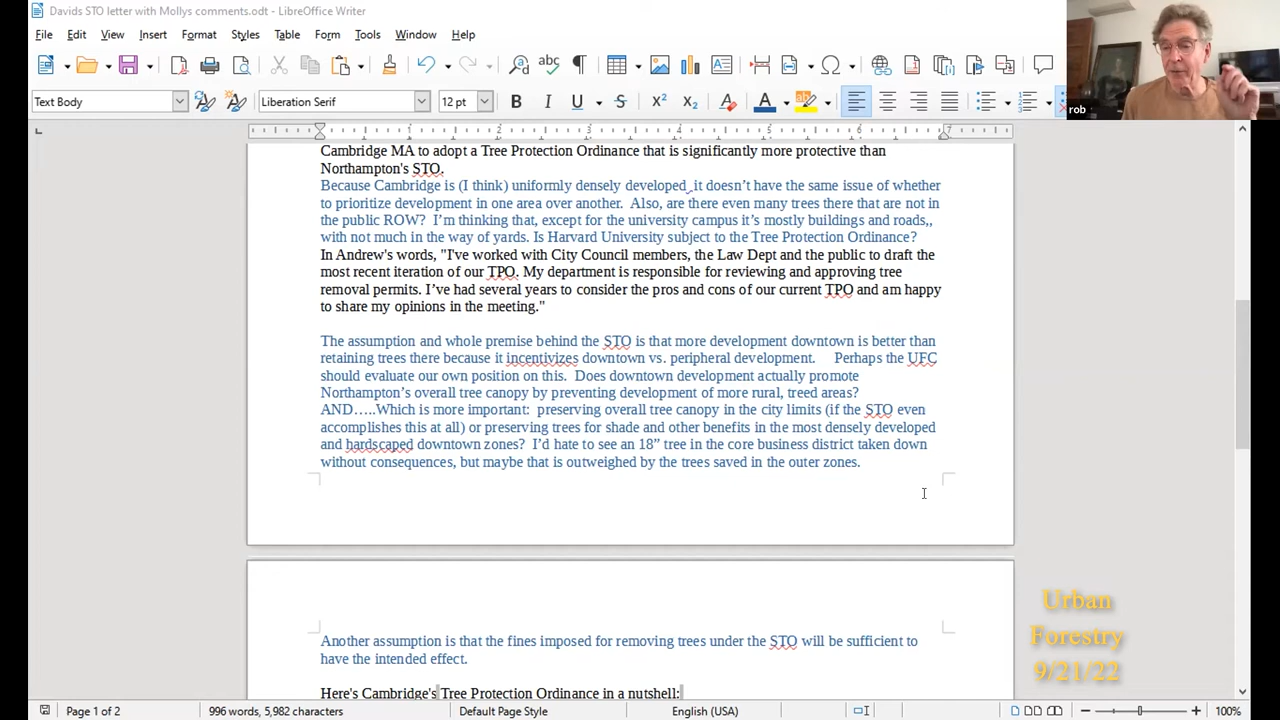 Davids STO letter with Mollys comments.odt - LibreOffice Writer
File Edit View Insert Format Styles Table Form Tools Window Help
Text Body Liberation Serif 12 pt
rob
1 2 3 4 5 6 7
Cambridge MA to adopt a Tree Protection Ordinance that is significantly more protective than
Northampton's STO.
Because Cambridge is (I think) uniformly densely developed it doesn't have the same issue of whether
to prioritize development in one area over another. Also, are there even many trees there that are not in
the public ROW? I'm thinking that, except for the university campus it's mostly buildings and roads,,
with not much in the way of yards. Is Harvard University subject to the Tree Protection Ordinance?
In Andrew's words, "I've worked with City Council members, the Law Dept and the public to draft the
most recent iteration of our TPO. My department is responsible for reviewing and approving tree
removal permits. I've had several years to consider the pros and cons of our current TPO and am happy
to share my opinions in the meeting."
The assumption and whole premise behind the STO is that more development downtown is better than
retaining trees there because it incentivizes downtown vs. peripheral development. Perhaps the UFC
should evaluate our own position on this. Does downtown development actually promote
Northampton's overall tree canopy by preventing development of more rural, treed areas?
AND…..Which is more important: preserving overall tree canopy in the city limits (if the STO even
accomplishes this at all) or preserving trees for shade and other benefits in the most densely developed
and hardscaped downtown zones? I'd hate to see an 18” tree in the core business district taken down
without consequences, but maybe that is outweighed by the trees saved in the outer zones.
Another assumption is that the fines imposed for removing trees under the STO will be sufficient to
have the intended effect.
Here's Cambridge's Tree Protection Ordinance in a nutshell:
Urban
Forestry
9/21/22
Page 1 of 2 996 words, 5,982 characters Default Page Style English (USA) 100%